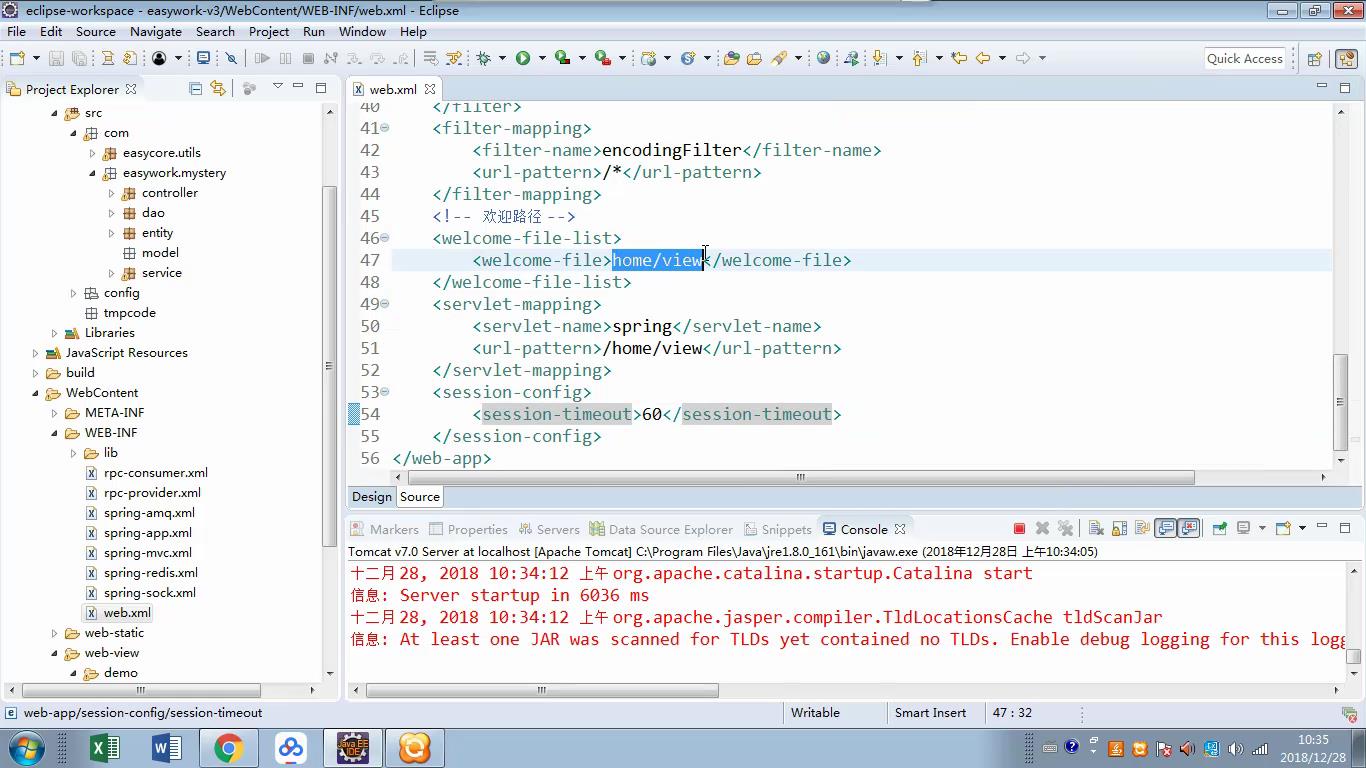 eclipse-workspace - easywork-v3/WebContent/WEB-INF/web.xml - Eclipse
File Edit Source Navigate Search Project Run Window Help
Quick Access
Project Explorer
src
com
easycore.utils
easywork.mystery
controller
dao
entity
model
service
config
tmpcode
Libraries
JavaScript Resources
build
WebContent
META-INF
WEB-INF
lib
rpc-consumer.xml
rpc-provider.xml
spring-amq.xml
spring-app.xml
spring-mvc.xml
spring-redis.xml
spring-sock.xml
web.xml
web-static
web-view
demo
web.xml
40 </filter>
41 <filter-mapping>
42 <filter-name>encodingFilter</filter-name>
43 <url-pattern>/*</url-pattern>
44 </filter-mapping>
45 <!-- 欢迎路径 -->
46 <welcome-file-list>
47 <welcome-file>home/view</welcome-file>
48 </welcome-file-list>
49 <servlet-mapping>
50 <servlet-name>spring</servlet-name>
51 <url-pattern>/home/view</url-pattern>
52 </servlet-mapping>
53 <session-config>
54 <session-timeout>60</session-timeout>
55 </session-config>
56 </web-app>
Design Source
Markers Properties Servers Data Source Explorer Snippets Console
Tomcat v7.0 Server at localhost [Apache Tomcat] C:\Program Files\Java\jre1.8.0_161\bin\javaw.exe (2018年12月28日 上午10:34:05)
十二月 28, 2018 10:34:12 上午 org.apache.catalina.startup.Catalina start
信息: Server startup in 6036 ms
十二月 28, 2018 10:34:12 上午 org.apache.jasper.compiler.TldLocationsCache tldScanJar
信息: At least one JAR was scanned for TLDs yet contained no TLDs. Enable debug logging for this logg
web-app/session-config/session-timeout Writable Smart Insert 47 : 32
Java EE
IDE
10:35
2018/12/28